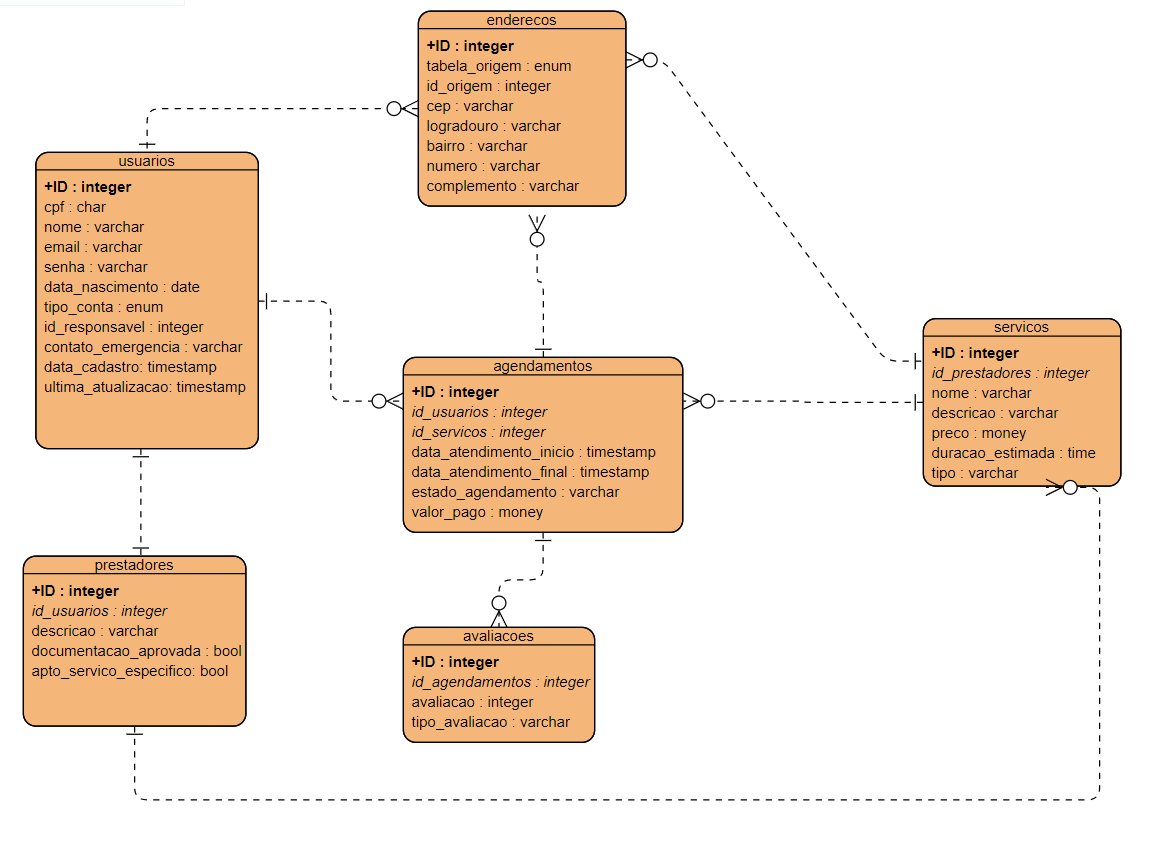 enderecos
+ID : integer
tabela_origem : enum
id_origem : integer
cep : varchar
logradouro : varchar
bairro : varchar
numero : varchar
complemento : varchar
usuarios
+ID : integer
cpf : char
nome : varchar
email : varchar
senha : varchar
data_nascimento : date
tipo_conta : enum
id_responsavel : integer
contato_emergencia : varchar
data_cadastro: timestamp
ultima_atualizacao: timestamp
servicos
+ID : integer
id_prestadores : integer
nome : varchar
descricao : varchar
preco : money
duracao_estimada : time
tipo : varchar
agendamentos
+ID : integer
id_usuarios : integer
id_servicos : integer
data_atendimento_inicio : timestamp
data_atendimento_final : timestamp
estado_agendamento : varchar
valor_pago : money
prestadores
+ID : integer
id_usuarios : integer
descricao : varchar
documentacao_aprovada : bool
apto_servico_especifico: bool
avaliacoes
+ID : integer
id_agendamentos : integer
avaliacao : integer
tipo_avaliacao : varchar